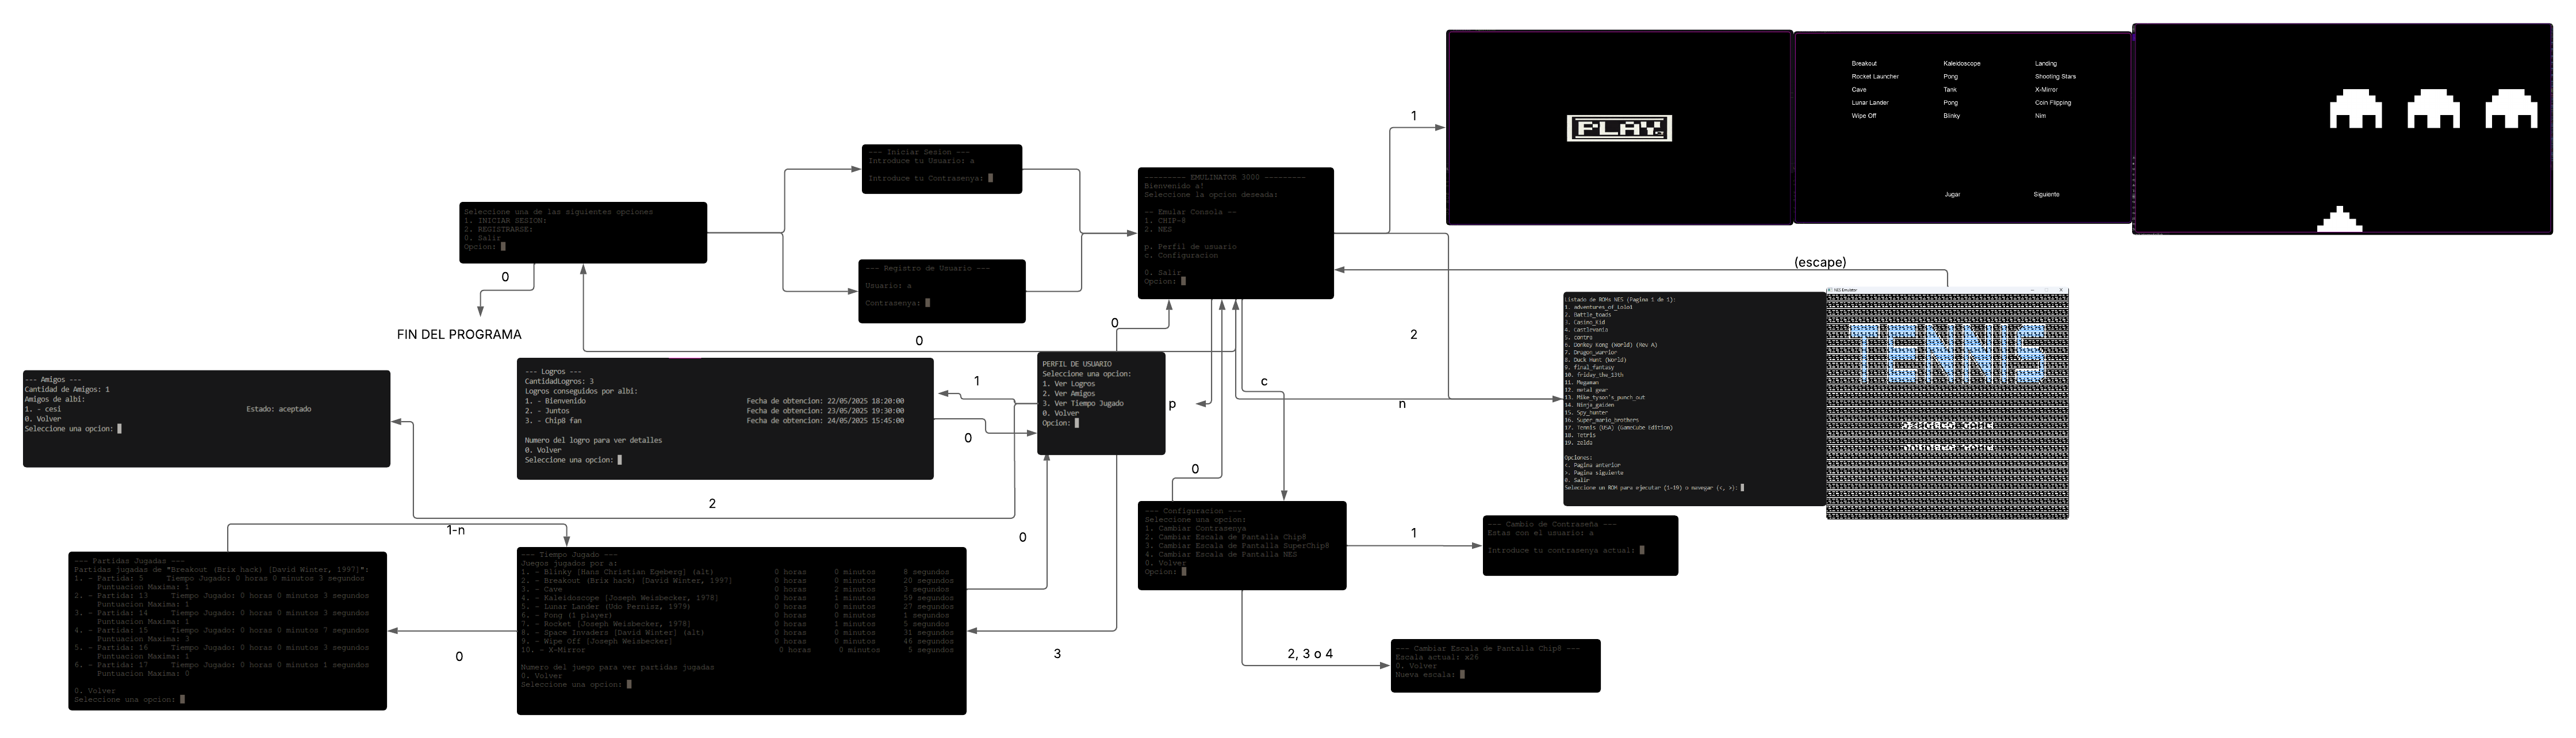 Seleccione una de las siguientes opciones
1. INICIAR SESION:
2. REGISTRARSE:
0. Salir
Opcion:
0
FIN DEL PROGRAMA
--- Iniciar Sesion ---
Introduce tu Usuario: a
Introduce tu Contrasenya:
--- Registro de Usuario ---
Usuario: a
Contrasenya:
--------- EMULINATOR 3000 ---------
Bienvenido a!
Seleccione la opcion deseada:
-- Emular Consola --
1. CHIP-8
2. NES
p. Perfil de usuario
c. Configuracion
0. Salir
Opcion:
1
PLAY
Breakout Kaleidoscope Landing
Rocket Launcher Pong Shooting Stars
Cave Tank X-Mirror
Lunar Lander Pong Coin Flipping
Wipe Off Blinky Nim
Jugar Siguiente
(escape)
0
0
2
c
p
n
Listado de ROMs NES (Pagina 1 de 1):
1. adventures_of_lolo1
2. Battle_toads
3. Casino_Kid
4. Castlevania
5. contra
6. Donkey Kong (World) (Rev A)
7. Dragon_warrior
8. Duck Hunt (World)
9. final_fantasy
10. friday_the_13th
11. Megaman
12. metal_gear
13. Mike_tyson's_punch_out
14. Ninja_gaiden
15. Spy_hunter
16. Super_mario_brothers
17. Tennis (USA) (GameCube Edition)
18. Tetris
19. zelda
Opciones:
<. Pagina anterior
>. Pagina siguiente
0. Salir
Seleccione un ROM para ejecutar (1-19) o navegar (<, >):
NES Emulator
TENNIS
--- Amigos ---
Cantidad de Amigos: 1
Amigos de albi:
1. - cesi Estado: aceptado
0. Volver
Seleccione una opcion:
--- Logros ---
CantidadLogros: 3
Logros conseguidos por albi:
1. - Bienvenido Fecha de obtencion: 22/05/2025 18:20:00
2. - Juntos Fecha de obtencion: 23/05/2025 19:30:00
3. - Chip8 fan Fecha de obtencion: 24/05/2025 15:45:00
Numero del logro para ver detalles
0. Volver
Seleccione una opcion:
1
0
PERFIL DE USUARIO
Seleccione una opcion:
1. Ver Logros
2. Ver Amigos
3. Ver Tiempo Jugado
0. Volver
Opcion:
2
0
1-n
0
3
--- Partidas Jugadas ---
Partidas jugadas de "Breakout (Brix hack) [David Winter, 1997]":
1. - Partida: 5 Tiempo Jugado: 0 horas 0 minutos 3 segundos
Puntuacion Maxima: 1
2. - Partida: 13 Tiempo Jugado: 0 horas 0 minutos 3 segundos
Puntuacion Maxima: 1
3. - Partida: 14 Tiempo Jugado: 0 horas 0 minutos 3 segundos
Puntuacion Maxima: 1
4. - Partida: 15 Tiempo Jugado: 0 horas 0 minutos 7 segundos
Puntuacion Maxima: 3
5. - Partida: 16 Tiempo Jugado: 0 horas 0 minutos 3 segundos
Puntuacion Maxima: 1
6. - Partida: 17 Tiempo Jugado: 0 horas 0 minutos 1 segundos
Puntuacion Maxima: 0
0. Volver
Seleccione una opcion:
0
--- Tiempo Jugado ---
Juegos jugados por a:
1. - Blinky [Hans Christian Egeberg] (alt) 0 horas 0 minutos 8 segundos
2. - Breakout (Brix hack) [David Winter, 1997] 0 horas 0 minutos 20 segundos
3. - Cave 0 horas 2 minutos 3 segundos
4. - Kaleidoscope [Joseph Weisbecker, 1978] 0 horas 1 minutos 59 segundos
5. - Lunar Lander (Udo Pernisz, 1979) 0 horas 0 minutos 27 segundos
6. - Pong (1 player) 0 horas 0 minutos 1 segundos
7. - Rocket [Joseph Weisbecker, 1978] 0 horas 1 minutos 5 segundos
8. - Space Invaders [David Winter] (alt) 0 horas 0 minutos 31 segundos
9. - Wipe Off [Joseph Weisbecker] 0 horas 0 minutos 46 segundos
10. - X-Mirror 0 horas 0 minutos 5 segundos
Numero del juego para ver partidas jugadas
0. Volver
Seleccione una opcion:
--- Configuracion ---
Seleccione una opcion:
1. Cambiar Contrasenya
2. Cambiar Escala de Pantalla Chip8
3. Cambiar Escala de Pantalla SuperChip8
4. Cambiar Escala de Pantalla NES
0. Volver
Opcion:
1
--- Cambio de Contraseña ---
Estas con el usuario: a
Introduce tu contrasenya actual:
2, 3 o 4
--- Cambiar Escala de Pantalla Chip8 ---
Escala actual: x26
0. Volver
Nueva escala: